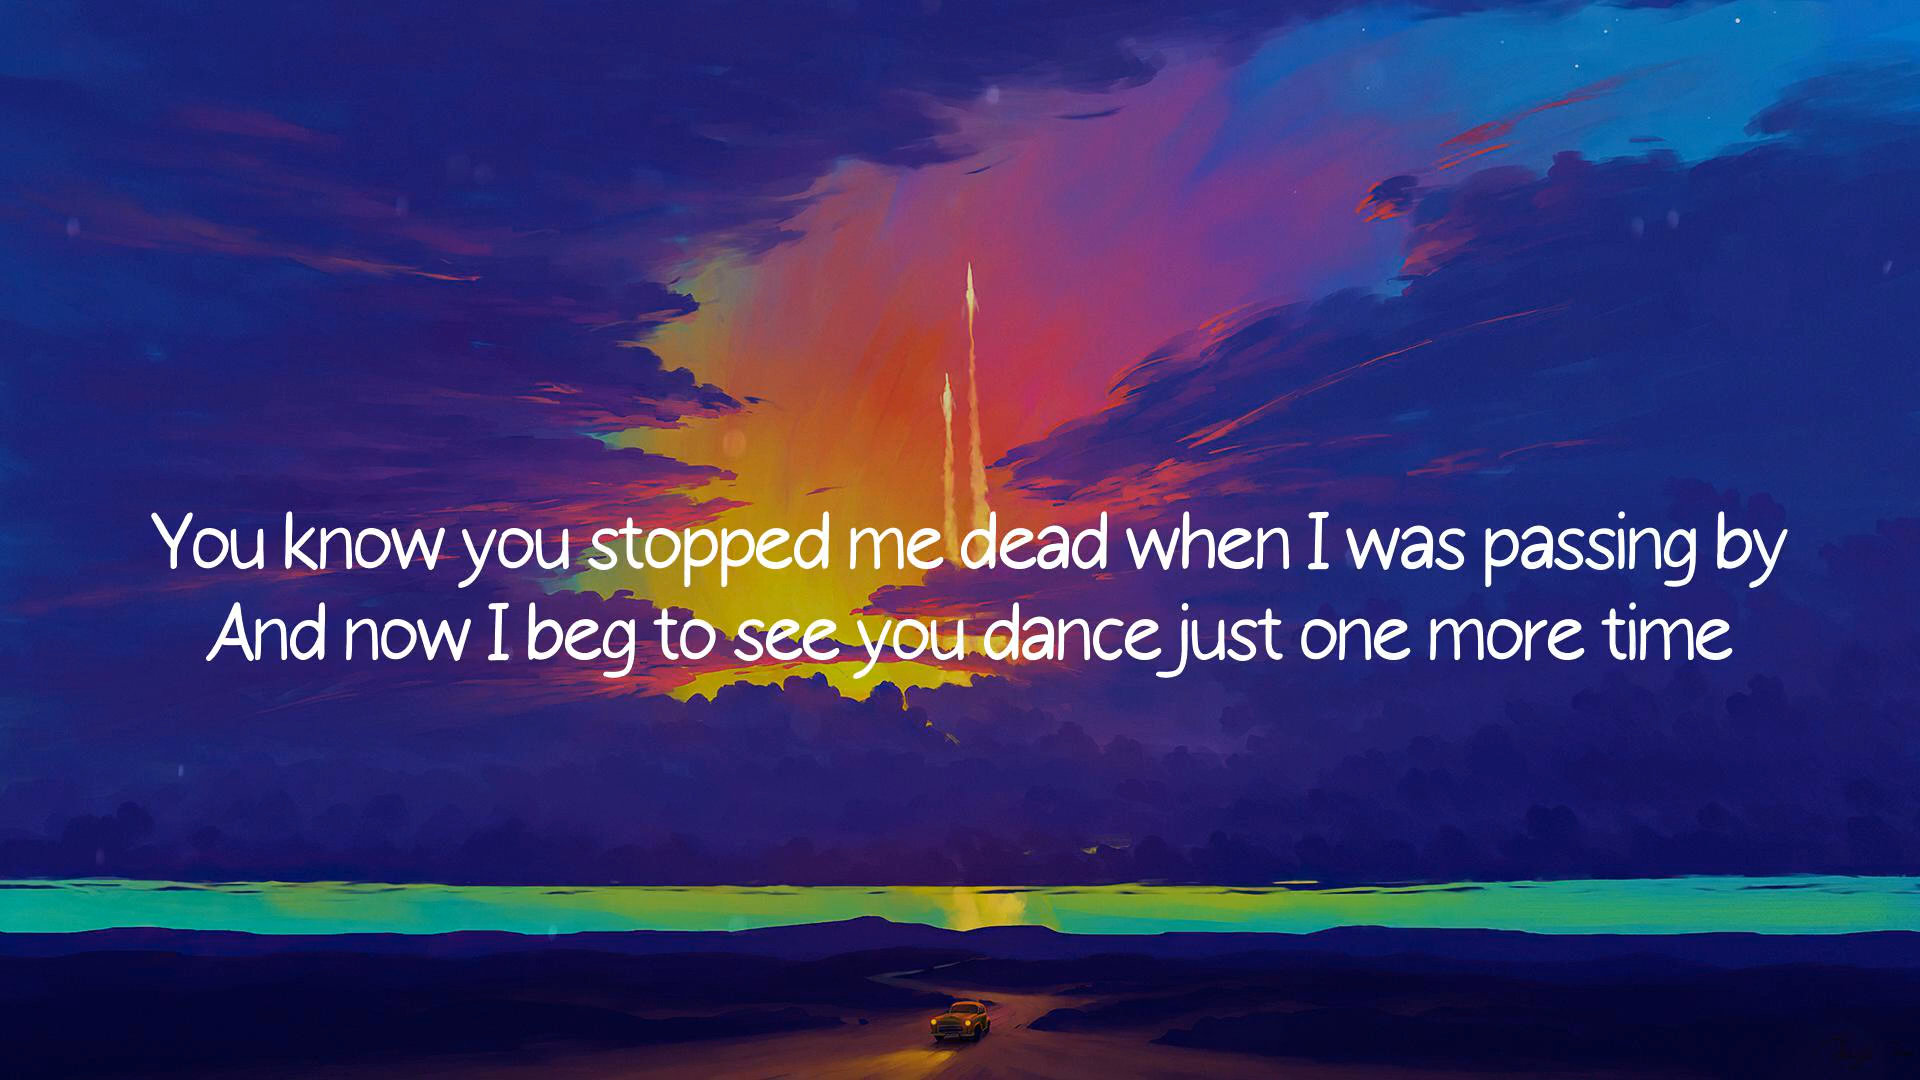 You know you stopped me dead when I was passing by
And now I beg to see you dance just one more time